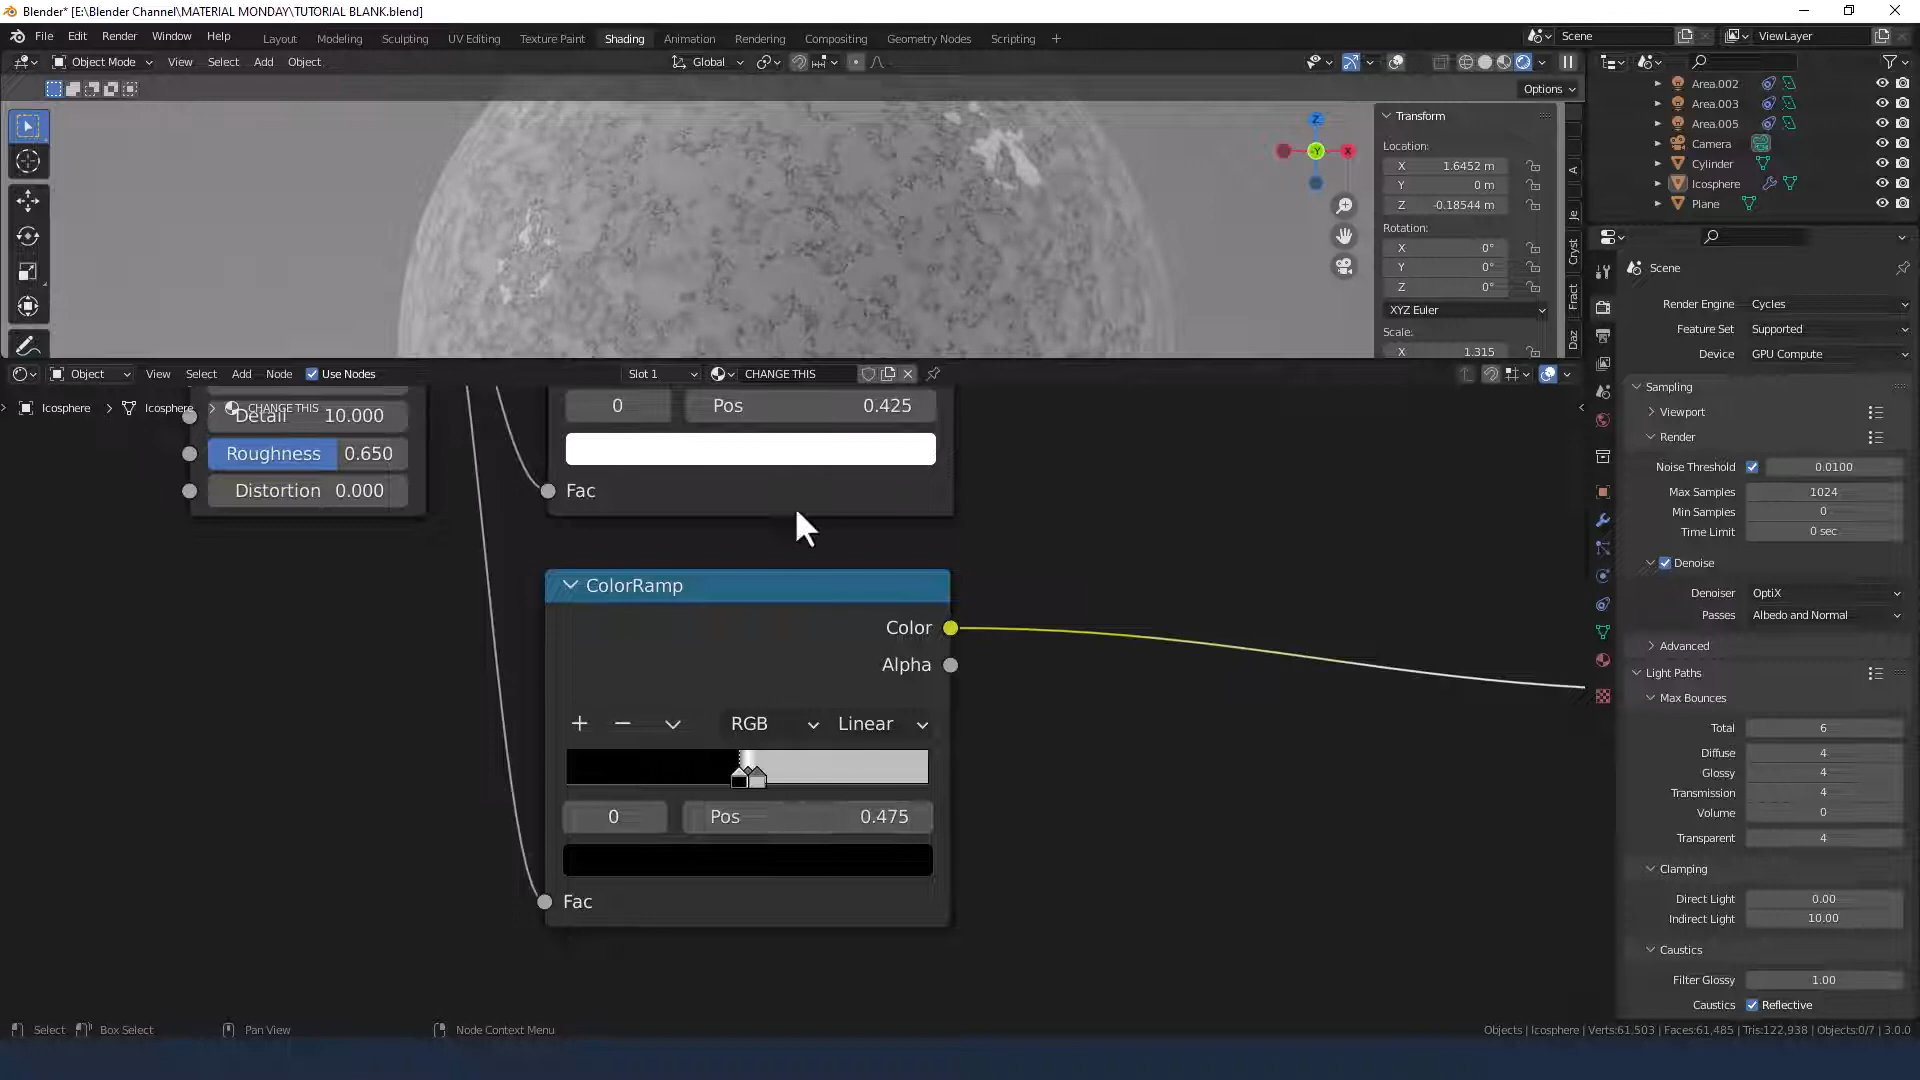 Blender* [E:\Blender Channel\MATERIAL MONDAY\TUTORIAL BLANK.blend]
File Edit Render Window Help Layout Modeling Sculpting UV Editing Texture Paint Shading Animation Rendering Compositing Geometry Nodes Scripting + Scene ViewLayer
Object Mode View Select Add Object Global
Options
Area.002
Area.003
Area.005
Camera
Cylinder
Icosphere
Plane
Transform
Location:
X 1.6452 m
Y 0 m
Z -0.18544 m
Rotation:
X 0°
Y 0°
Z 0°
XYZ Euler
Scale:
X 1.315
A
Je
Cryst
Fract
Daz
Z
-Y
X
Object View Select Add Node Use Nodes Slot 1 CHANGE THIS
Icosphere > Icosphere > CHANGE THIS
Detail 10.000
Roughness 0.650
Distortion 0.000
0 Pos 0.425
Fac
ColorRamp
Color
Alpha
RGB Linear
0 Pos 0.475
Fac
Scene
Render Engine Cycles
Feature Set Supported
Device GPU Compute
Sampling
Viewport
Render
Noise Threshold 0.0100
Max Samples 1024
Min Samples 0
Time Limit 0 sec
Denoise
Denoiser OptiX
Passes Albedo and Normal
Advanced
Light Paths
Max Bounces
Total 6
Diffuse 4
Glossy 4
Transmission 4
Volume 0
Transparent 4
Clamping
Direct Light 0.00
Indirect Light 10.00
Caustics
Filter Glossy 1.00
Caustics Reflective
Select Box Select Pan View Node Context Menu
Objects | Icosphere | Verts:61,503 | Faces:61,485 | Tris:122,938 | Objects:0/7 | 3.0.0